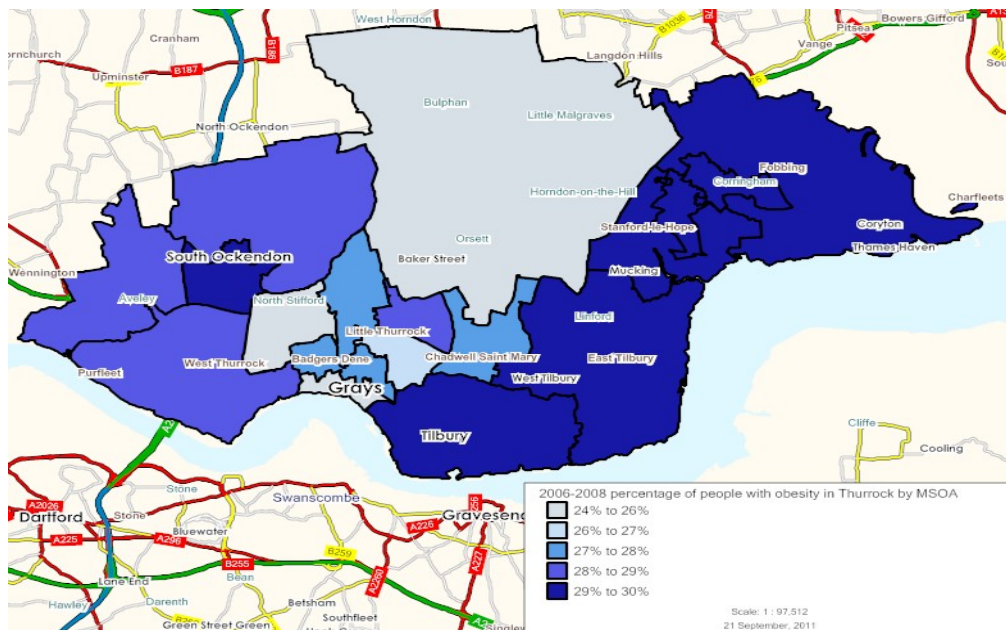 West Horndon
A13
176
Bowers Gifford
Pitsea
B1036
Cranham
B186
Vange
Langdon Hills
Upminster
B187
Bulphan
Little Malgraves
North Ockendon
Fobbing
Corringham
Horndon-on-the-Hill
Charfleets
Stanford-le-Hope
Coryton
Orsett
South Ockendon
Baker Street
Thames Haven
Wennington
Mucking
Aveley
North Stifford
Linford
Little Thurrock
West Thurrock
Badgers Dene
Chadwell Saint Mary
East Tilbury
Purfleet
West Tilbury
Grays
Tilbury
Cliffe
Cooling
Stone
Swanscombe
2006-2008 percentage of people with obesity in Thurrock by MSOA
24% to 26%
26% to 27%
27% to 28%
28% to 29%
29% to 30%
A2026
Dartford
Stone
A226
Gravesend
A225
A296
Bluewater
B259
A227
B255
A2260
Lane End
Bean
Hawley
Darenth
Betsham
Southfleet
Green Street Green
Scale: 1 : 97,512
21 September, 2011